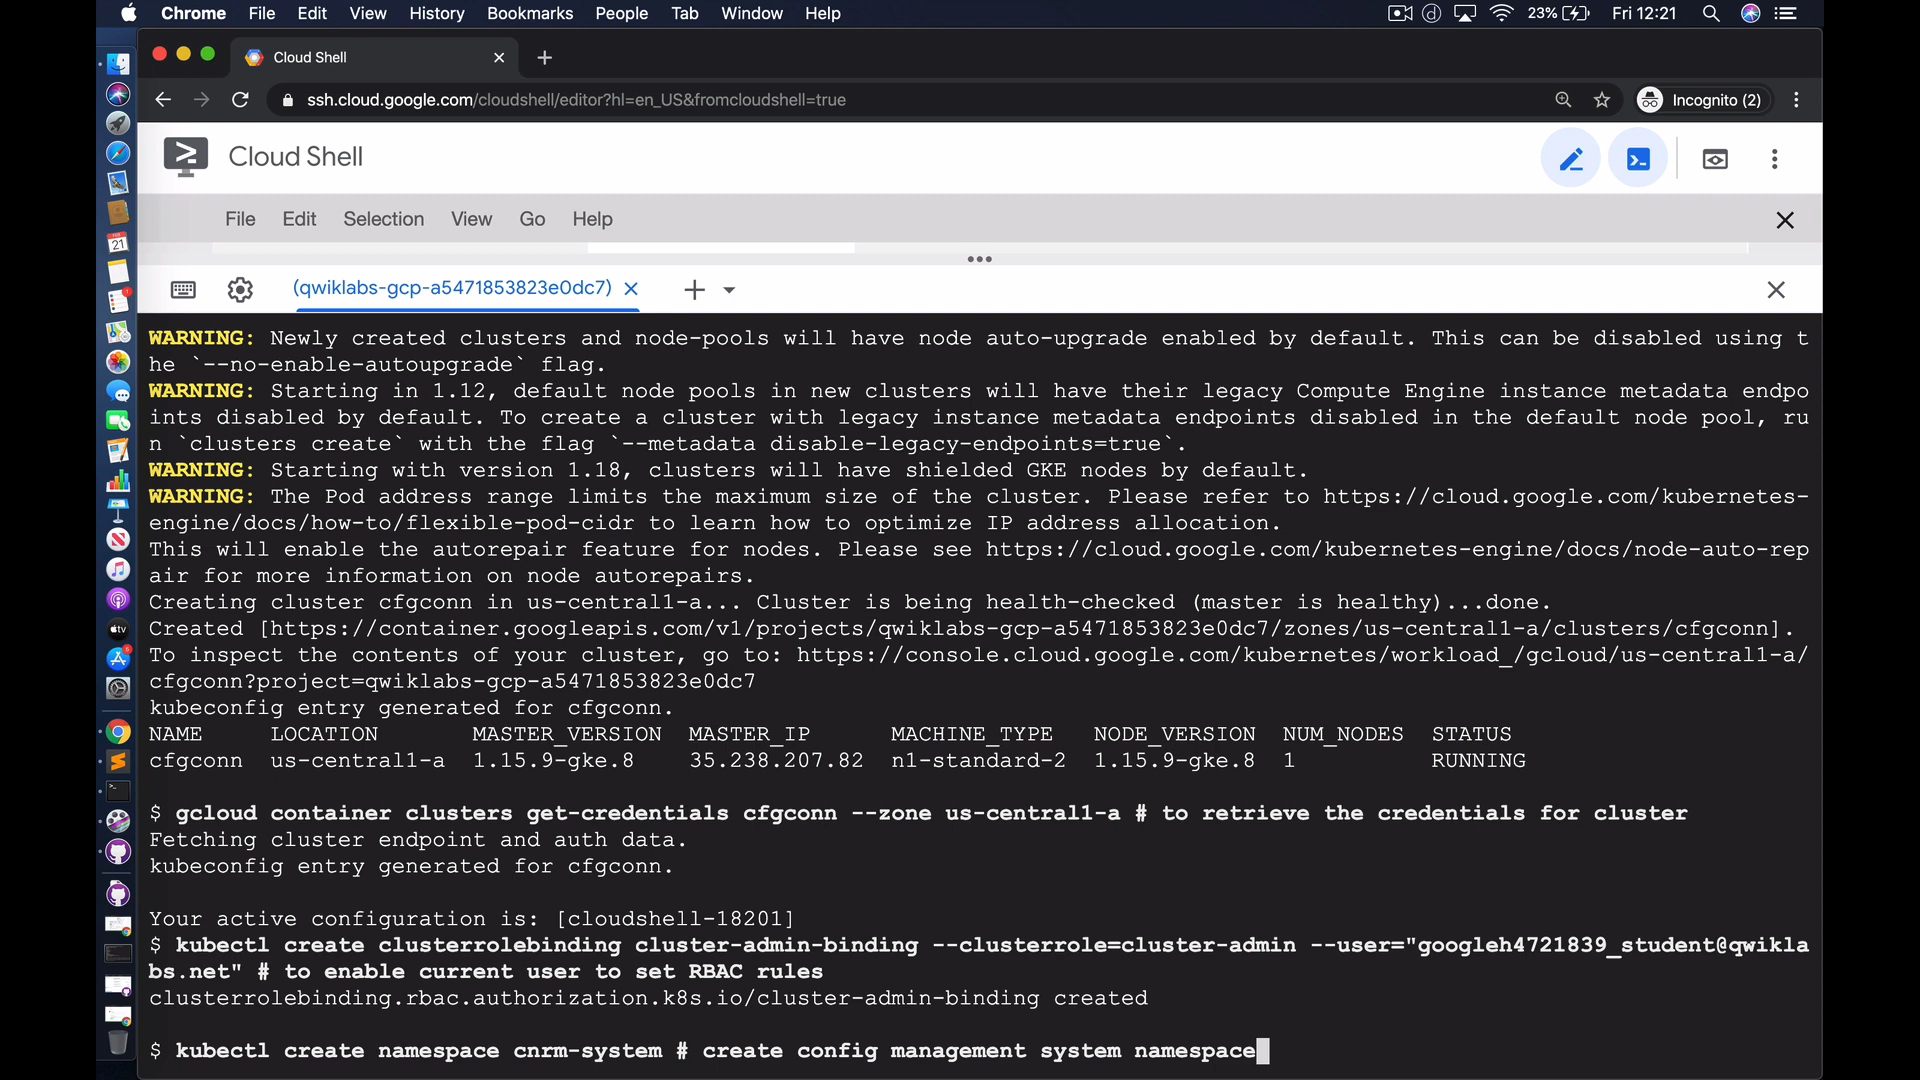 Chrome File Edit View History Bookmarks People Tab Window Help 23% Fri 12:21
Cloud Shell
ssh.cloud.google.com/cloudshell/editor?hl=en_US&fromcloudshell=true Incognito (2)
Cloud Shell
File Edit Selection View Go Help
(qwiklabs-gcp-a5471853823e0dc7)
WARNING: Newly created clusters and node-pools will have node auto-upgrade enabled by default. This can be disabled using t
he `--no-enable-autoupgrade` flag.
WARNING: Starting in 1.12, default node pools in new clusters will have their legacy Compute Engine instance metadata endpo
ints disabled by default. To create a cluster with legacy instance metadata endpoints disabled in the default node pool, ru
n `clusters create` with the flag `--metadata disable-legacy-endpoints=true`.
WARNING: Starting with version 1.18, clusters will have shielded GKE nodes by default.
WARNING: The Pod address range limits the maximum size of the cluster. Please refer to https://cloud.google.com/kubernetes-
engine/docs/how-to/flexible-pod-cidr to learn how to optimize IP address allocation.
This will enable the autorepair feature for nodes. Please see https://cloud.google.com/kubernetes-engine/docs/node-auto-rep
air for more information on node autorepairs.
Creating cluster cfgconn in us-central1-a... Cluster is being health-checked (master is healthy)...done.
Created [https://container.googleapis.com/v1/projects/qwiklabs-gcp-a5471853823e0dc7/zones/us-central1-a/clusters/cfgconn].
To inspect the contents of your cluster, go to: https://console.cloud.google.com/kubernetes/workload_/gcloud/us-central1-a/
cfgconn?project=qwiklabs-gcp-a5471853823e0dc7
kubeconfig entry generated for cfgconn.
NAME LOCATION MASTER_VERSION MASTER_IP MACHINE_TYPE NODE_VERSION NUM_NODES STATUS
cfgconn us-central1-a 1.15.9-gke.8 35.238.207.82 n1-standard-2 1.15.9-gke.8 1 RUNNING
$ gcloud container clusters get-credentials cfgconn --zone us-central1-a # to retrieve the credentials for cluster
Fetching cluster endpoint and auth data.
kubeconfig entry generated for cfgconn.
Your active configuration is: [cloudshell-18201]
$ kubectl create clusterrolebinding cluster-admin-binding --clusterrole=cluster-admin --user="googleh4721839_student@qwikla
bs.net" # to enable current user to set RBAC rules
clusterrolebinding.rbac.authorization.k8s.io/cluster-admin-binding created
$ kubectl create namespace cnrm-system # create config management system namespace